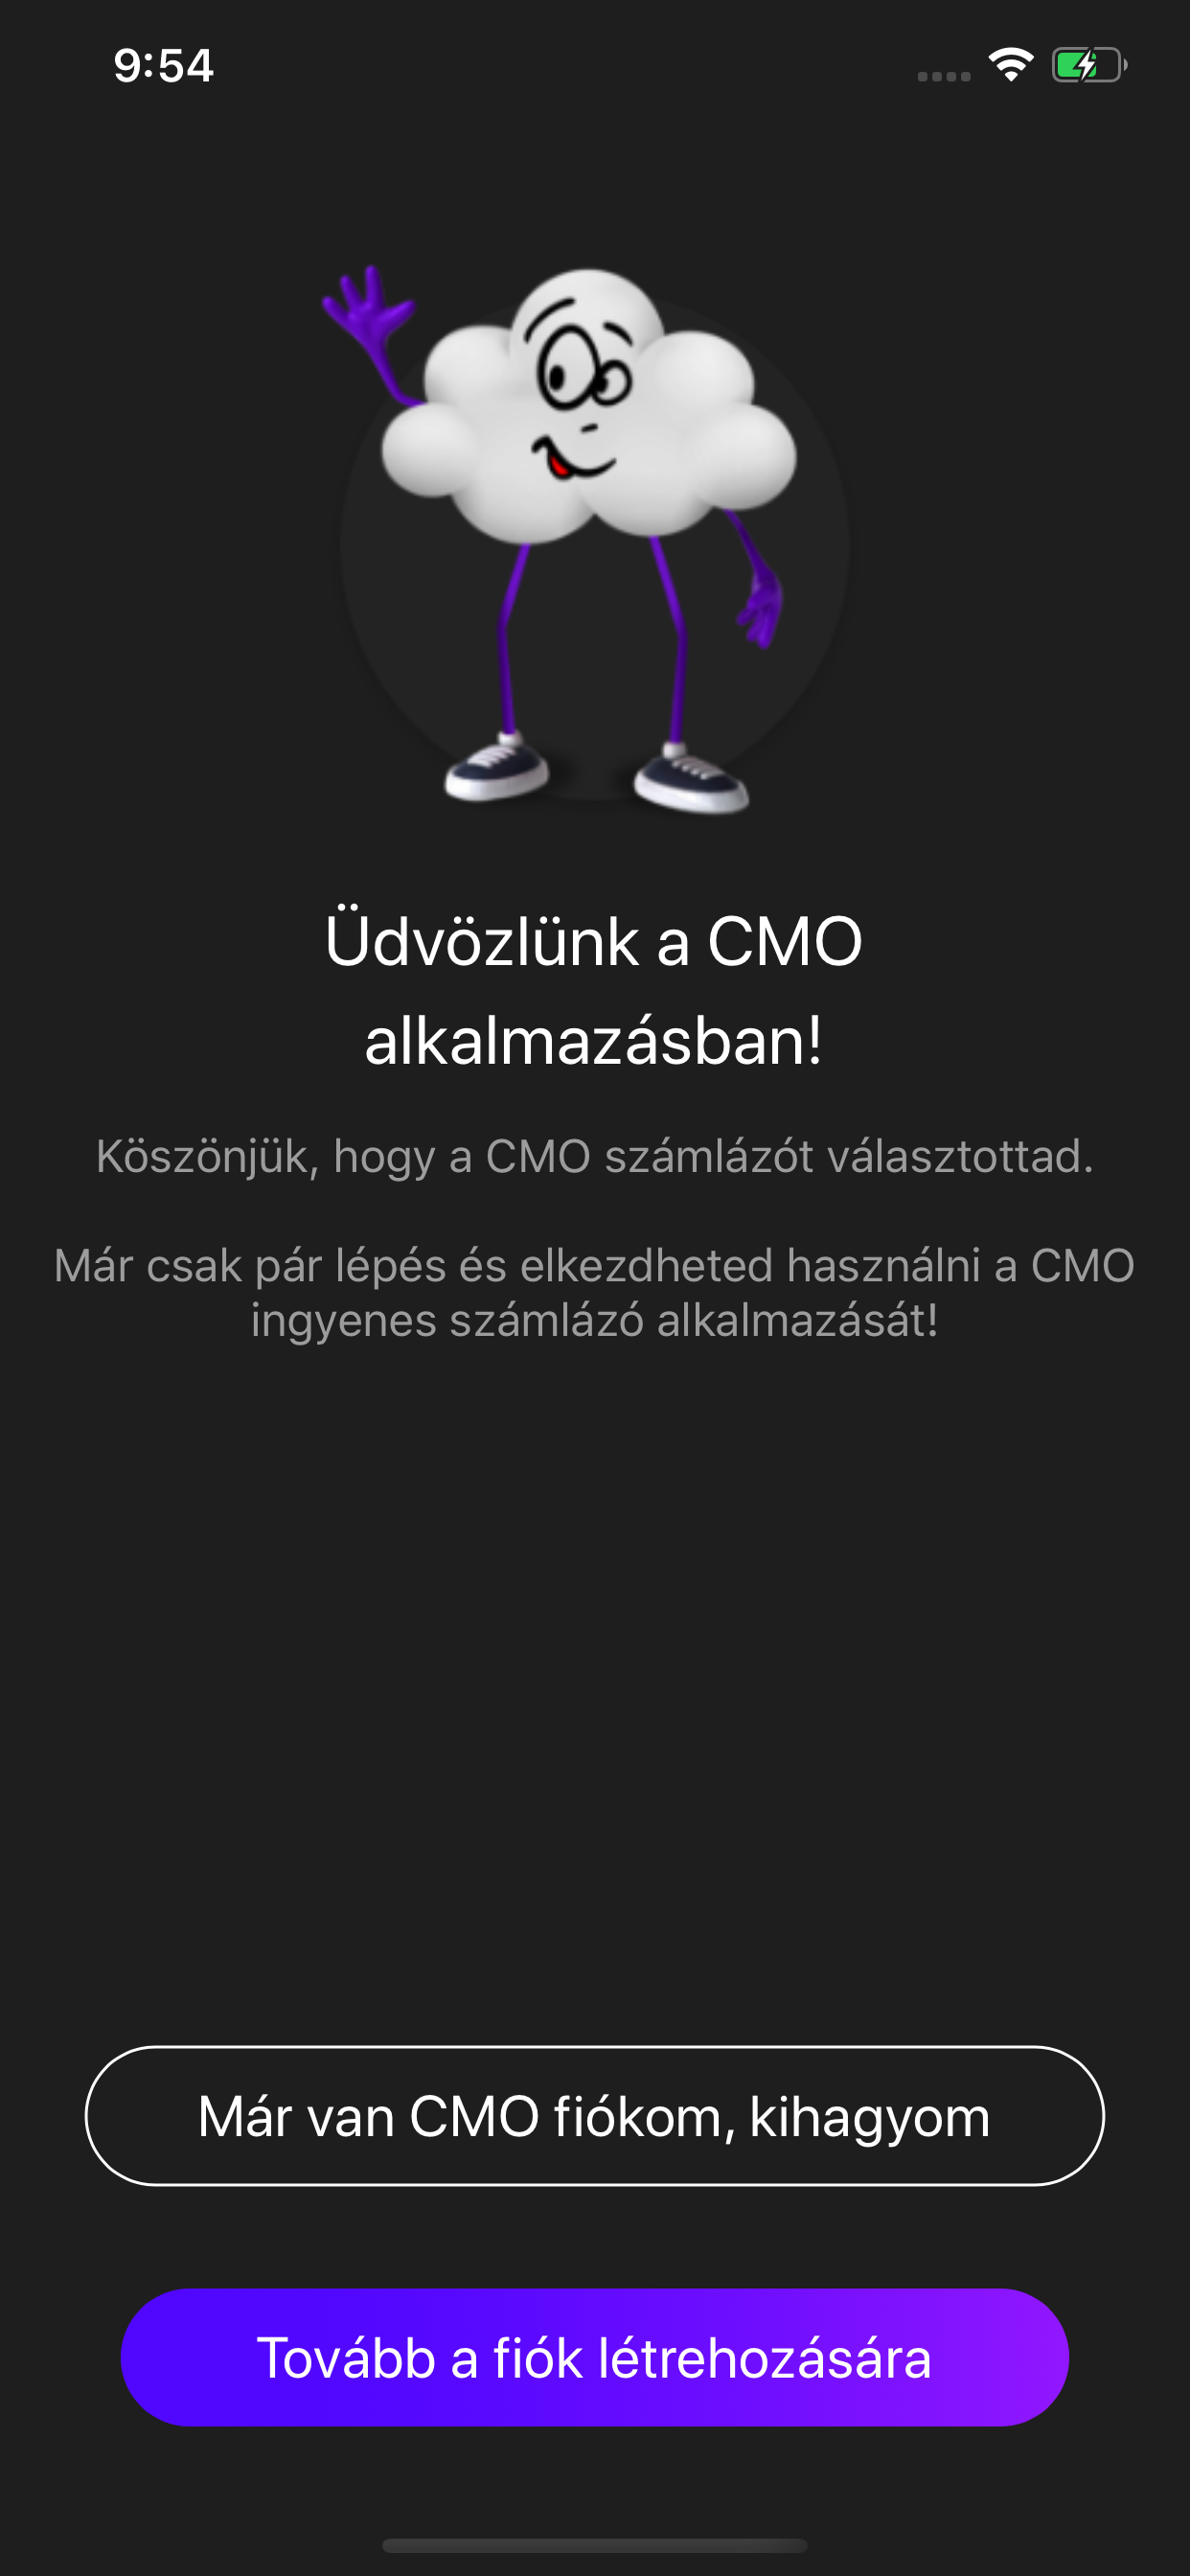 9:54
Üdvözlünk a CMO
alkalmazásban!
Köszönjük, hogy a CMO számlázót választottad.
Már csak pár lépés és elkezdheted használni a CMO
ingyenes számlázó alkalmazását!
Már van CMO fiókom, kihagyom
Tovább a fiók létrehozására